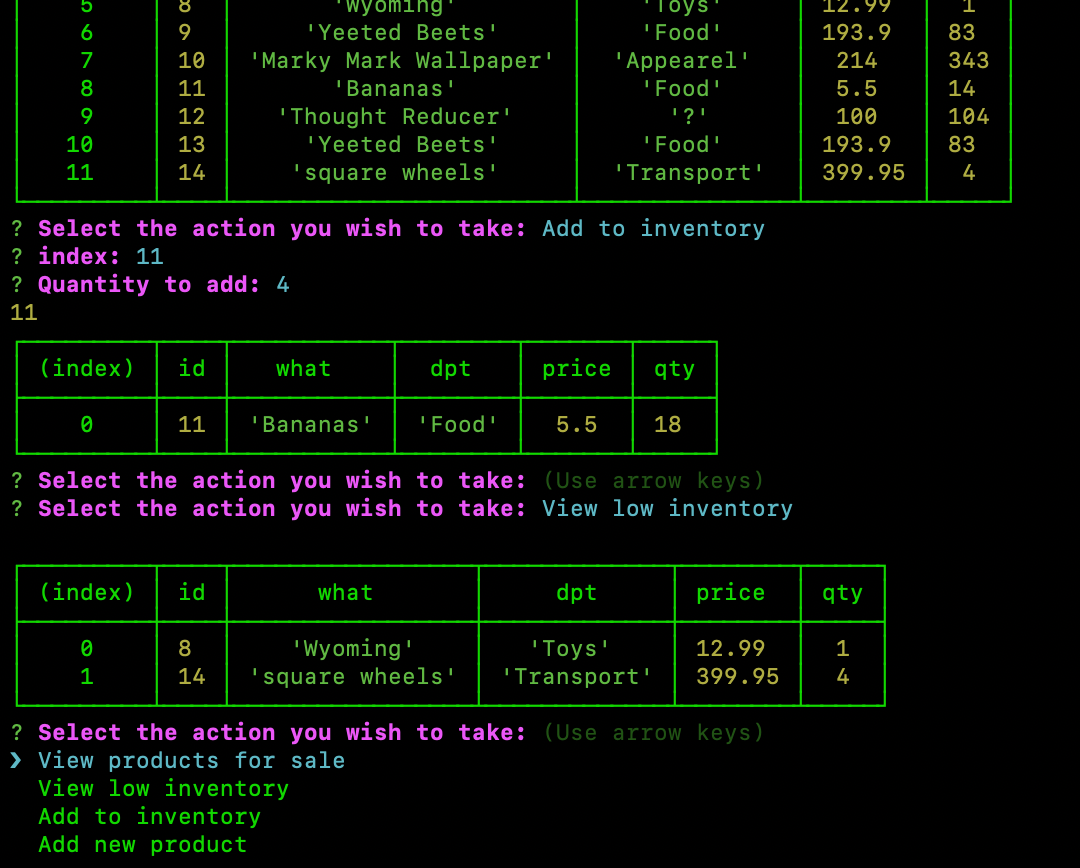 5 8 'Wyoming' 'Toys' 12.99 1
6 9 'Yeeted Beets' 'Food' 193.9 83
7 10 'Marky Mark Wallpaper' 'Appearel' 214 343
8 11 'Bananas' 'Food' 5.5 14
9 12 'Thought Reducer' '?' 100 104
10 13 'Yeeted Beets' 'Food' 193.9 83
11 14 'square wheels' 'Transport' 399.95 4
? Select the action you wish to take: Add to inventory
? index: 11
? Quantity to add: 4
11
(index) id what dpt price qty
0 11 'Bananas' 'Food' 5.5 18
? Select the action you wish to take: (Use arrow keys)
? Select the action you wish to take: View low inventory
(index) id what dpt price qty
0 8 'Wyoming' 'Toys' 12.99 1
1 14 'square wheels' 'Transport' 399.95 4
? Select the action you wish to take: (Use arrow keys)
❯ View products for sale
View low inventory
Add to inventory
Add new product